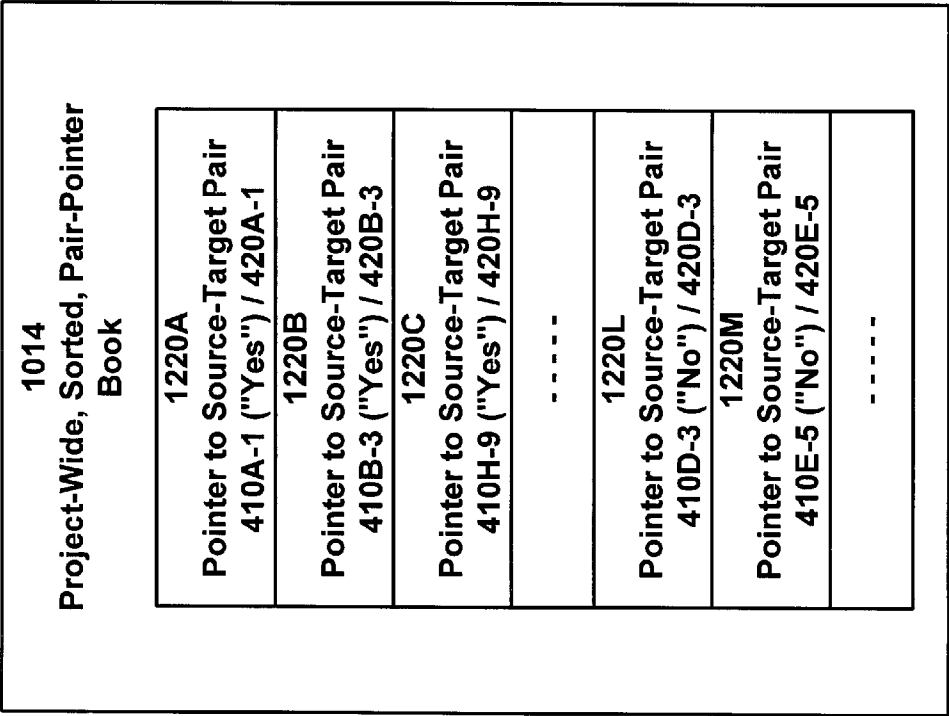 1014
Project-Wide, Sorted, Pair-Pointer
Book
1220A
Pointer to Source-Target Pair
410A-1 ("Yes") / 420A-1
1220B
Pointer to Source-Target Pair
410B-3 ("Yes") / 420B-3
1220C
Pointer to Source-Target Pair
410H-9 ("Yes") / 420H-9
- - - - -
1220L
Pointer to Source-Target Pair
410D-3 ("No") / 420D-3
1220M
Pointer to Source-Target Pair
410E-5 ("No") / 420E-5
- - - - -